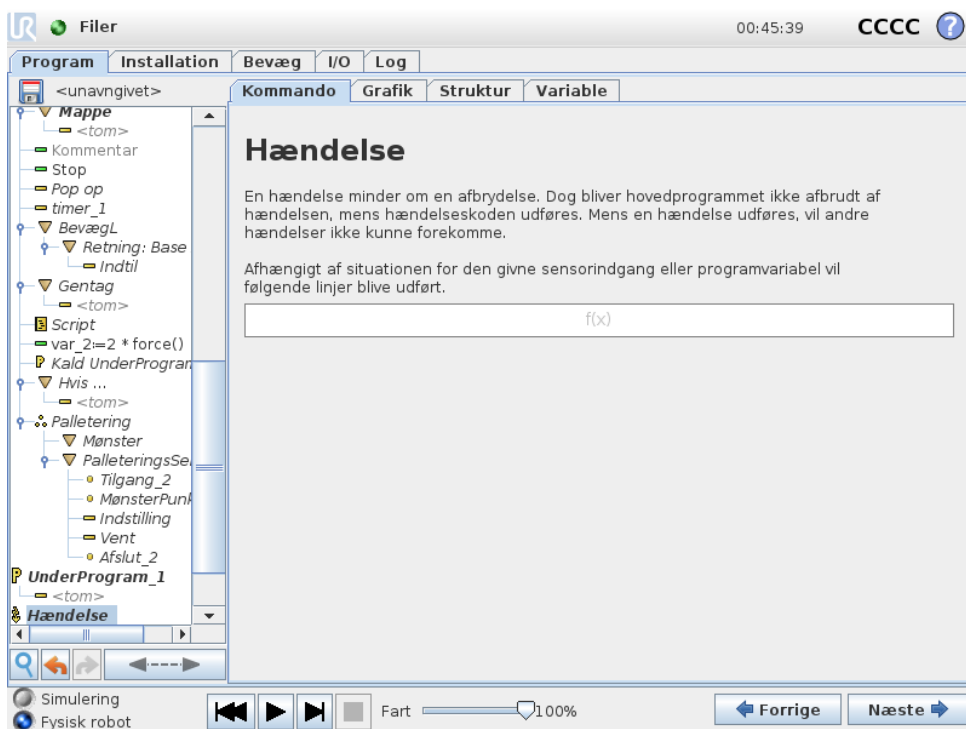 UR Filer 00:45:39 CCCC ?
Program Installation Bevæg I/O Log
<unavngivet> Kommando Grafik Struktur Variable
Mappe
<tom>
Kommentar
Stop
Pop op
timer_1
BevægL
Retning: Base
Indtil
Gentag
<tom>
Script
var_2:=2 * force()
Kald UnderProgram
Hvis ...
<tom>
Palletering
Mønster
PalleteringsSe
Tilgang_2
MønsterPunk
Indstilling
Vent
Afslut_2
P UnderProgram_1
<tom>
Hændelse
Hændelse
En hændelse minder om en afbrydelse. Dog bliver hovedprogrammet ikke afbrudt af
hændelsen, mens hændelseskoden udføres. Mens en hændelse udføres, vil andre
hændelser ikke kunne forekomme.
Afhængigt af situationen for den givne sensorindgang eller programvariabel vil
følgende linjer blive udført.
f(x)
Simulering
Fysisk robot
Fart 100%
Forrige Næste